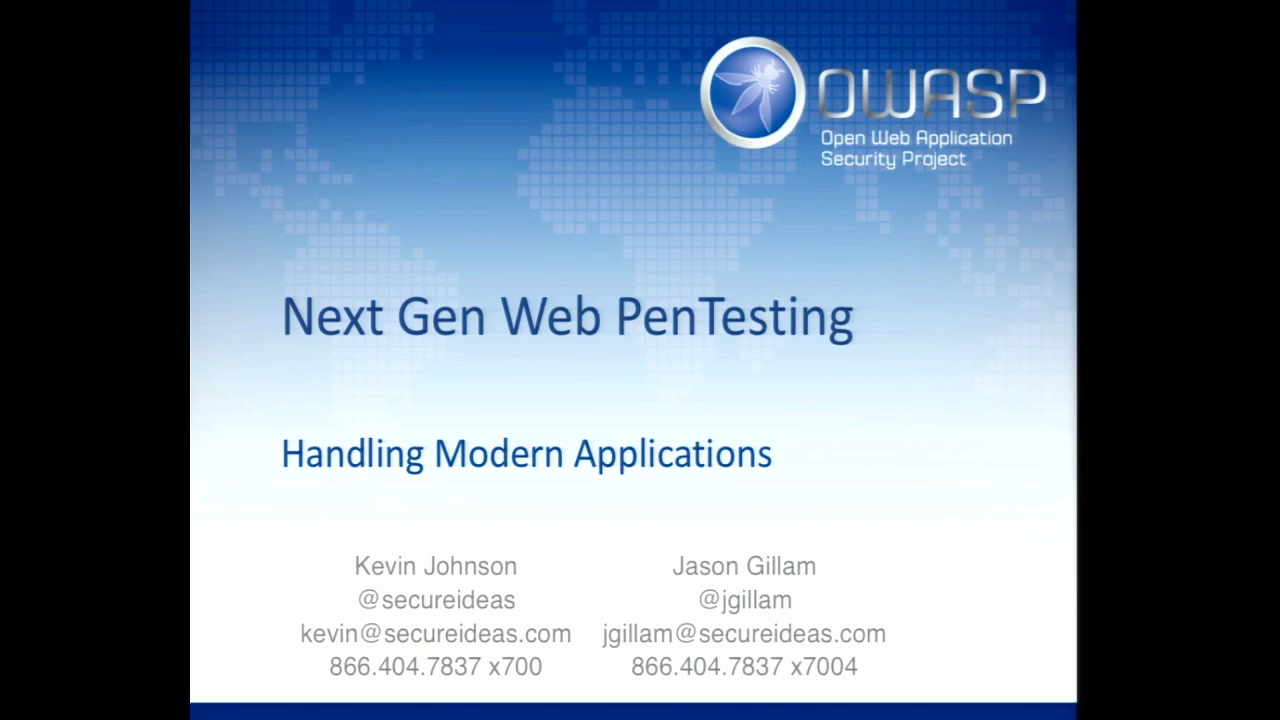 OWASP
Open Web Application
Security Project
Next Gen Web PenTesting
Handling Modern Applications
Kevin Johnson
@secureideas
kevin@secureideas.com
866.404.7837 x700
Jason Gillam
@jgillam
jgillam@secureideas.com
866.404.7837 x7004